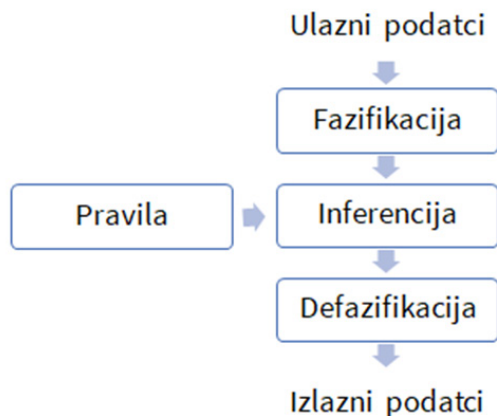 Ulazni podatci
Fazifikacija
Pravila
Inferencija
Defazifikacija
Izlazni podatci